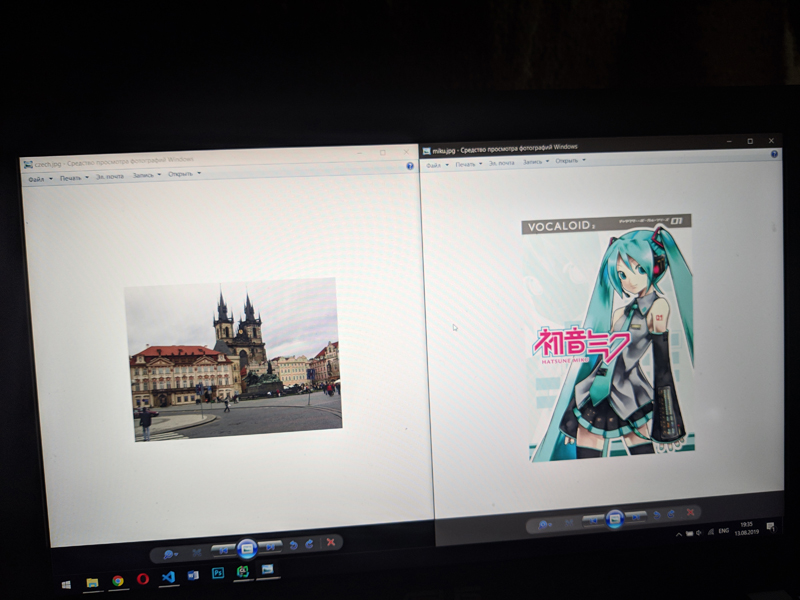 czech.jpg - Средство просмотра фотографий Windows
Файл Печать Эл. почта Запись Открыть
miku.jpg - Средство просмотра фотографий Windows
Файл Печать Эл. почта Запись Открыть
VOCALOID2
01
初音ミク
HATSUNE MIKU
Ps
ENG
19:35
13.08.2019